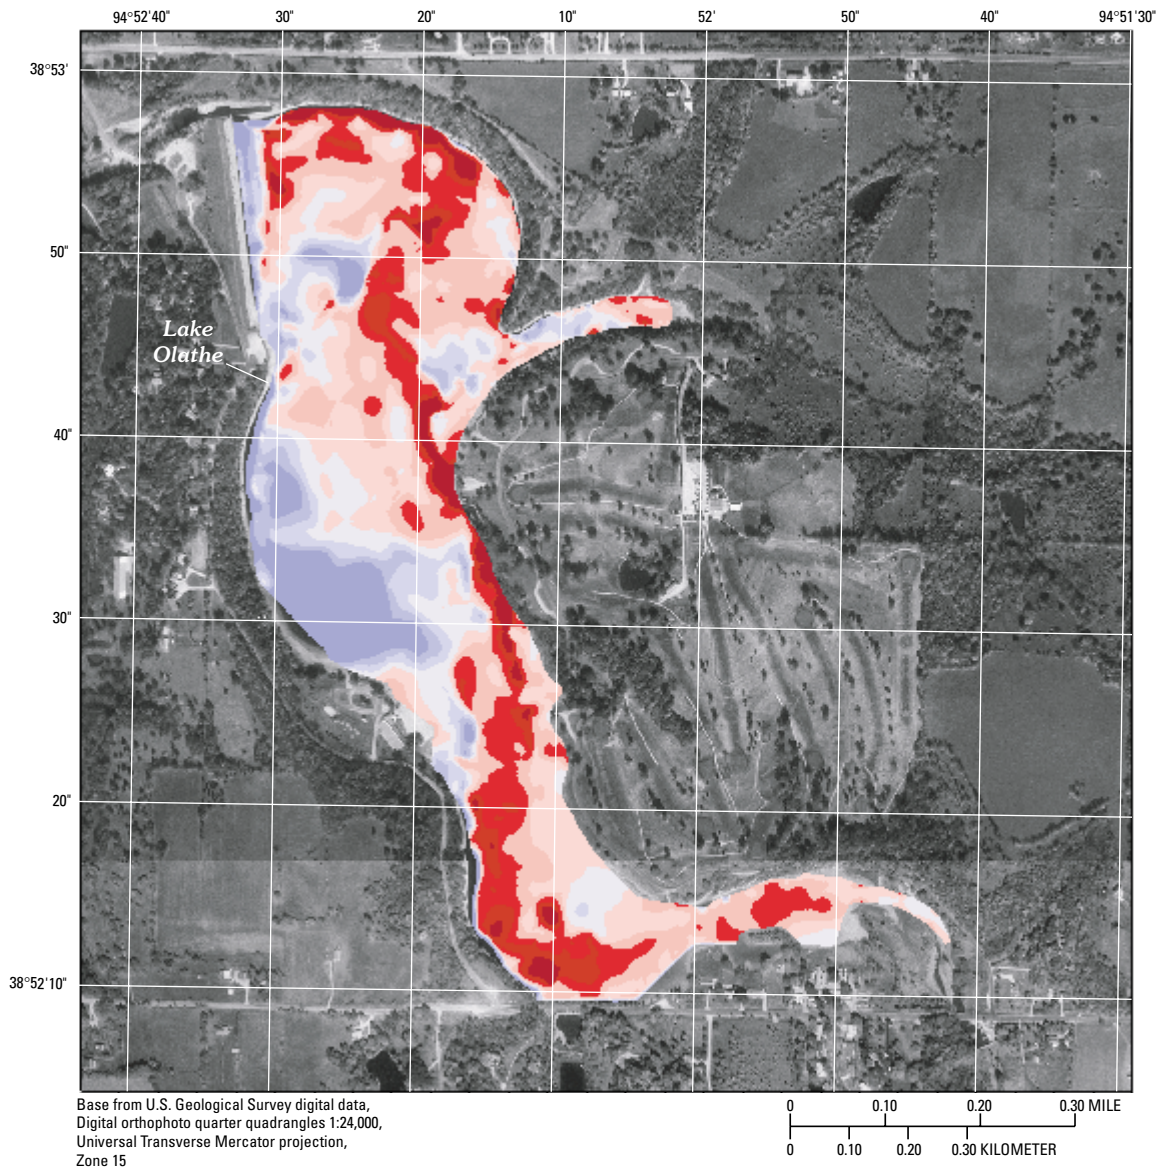 94°52'40" 30" 20" 10" 52' 50" 40" 94°51'30"
38°53'
50"
Lake
Olathe
40"
30"
20"
38°52'10"
Base from U.S. Geological Survey digital data,
Digital orthophoto quarter quadrangles 1:24,000,
Universal Transverse Mercator projection,
Zone 15
0 0.10 0.20 0.30 MILE
0 0.10 0.20 0.30 KILOMETER